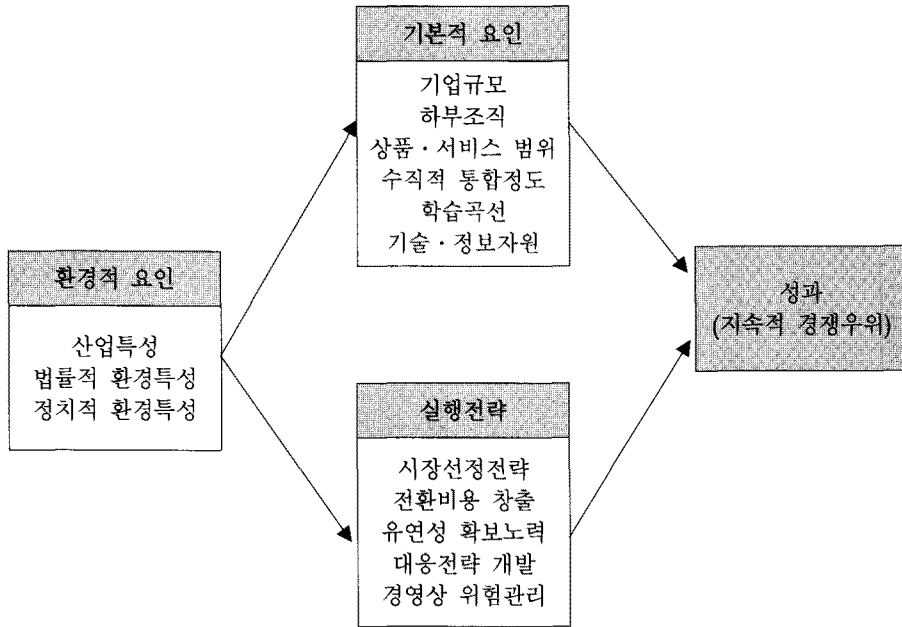 기본적 요인
기업규모
하부조직
상품 · 서비스 범위
수직적 통합정도
학습곡선
기술 · 정보자원
환경적 요인
산업특성
법률적 환경특성
정치적 환경특성
성과
(지속적 경쟁우위)
실행전략
시장선정전략
전환비용 창출
유연성 확보노력
대응전략 개발
경영상 위험관리